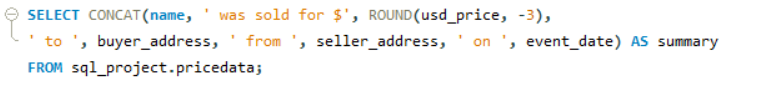 SELECT CONCAT(name, ' was sold for $', ROUND(usd_price, -3),
' to ', buyer_address, ' from ', seller_address, ' on ', event_date) AS summary
FROM sql_project.pricedata;